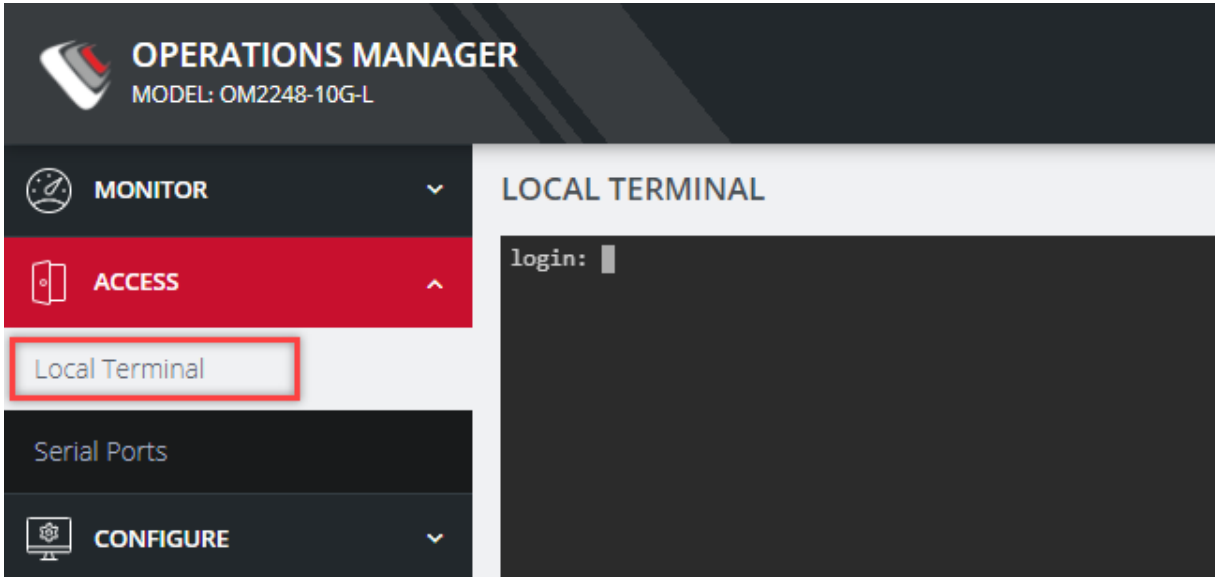 OPERATIONS MANAGER
MODEL: OM2248-10G-L
MONITOR
ACCESS
Local Terminal
Serial Ports
CONFIGURE
LOCAL TERMINAL
login: